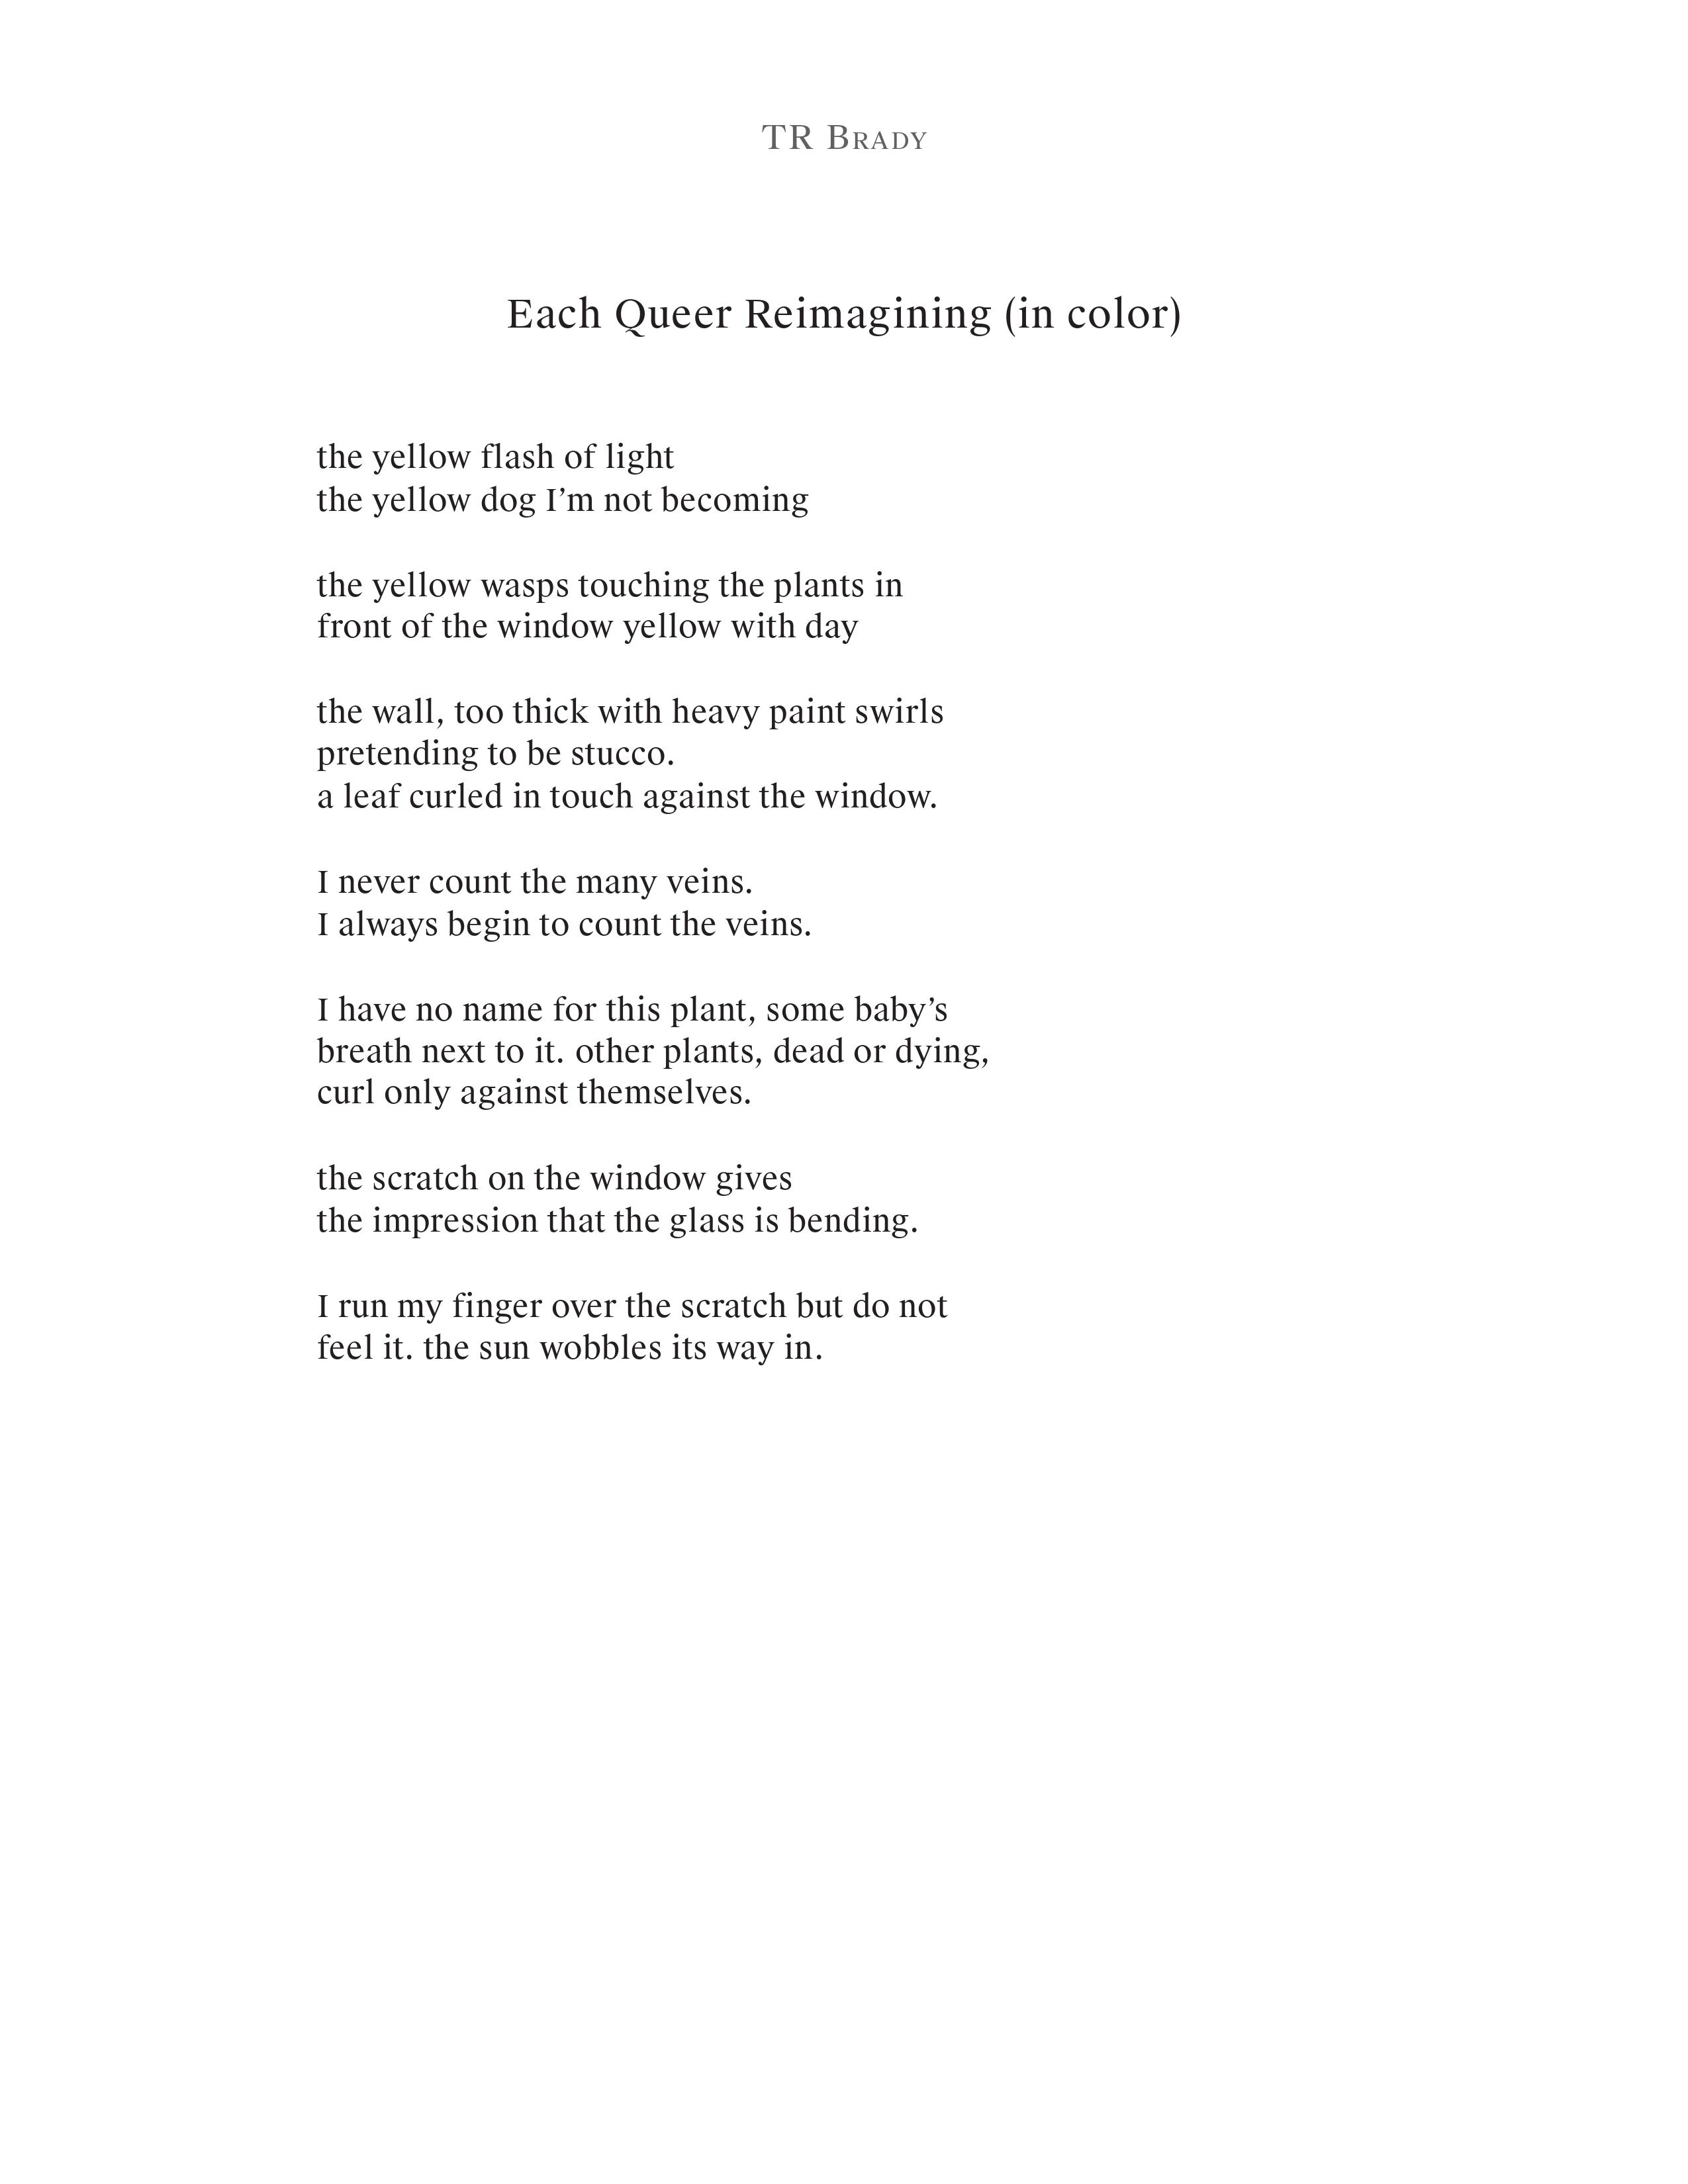 TR Brady
Each Queer Reimagining (in color)
the yellow flash of light
the yellow dog I’m not becoming
the yellow wasps touching the plants in
front of the window yellow with day
the wall, too thick with heavy paint swirls
pretending to be stucco.
a leaf curled in touch against the window.
I never count the many veins.
I always begin to count the veins.
I have no name for this plant, some baby’s
breath next to it. other plants, dead or dying,
curl only against themselves.
the scratch on the window gives
the impression that the glass is bending.
I run my finger over the scratch but do not
feel it. the sun wobbles its way in.